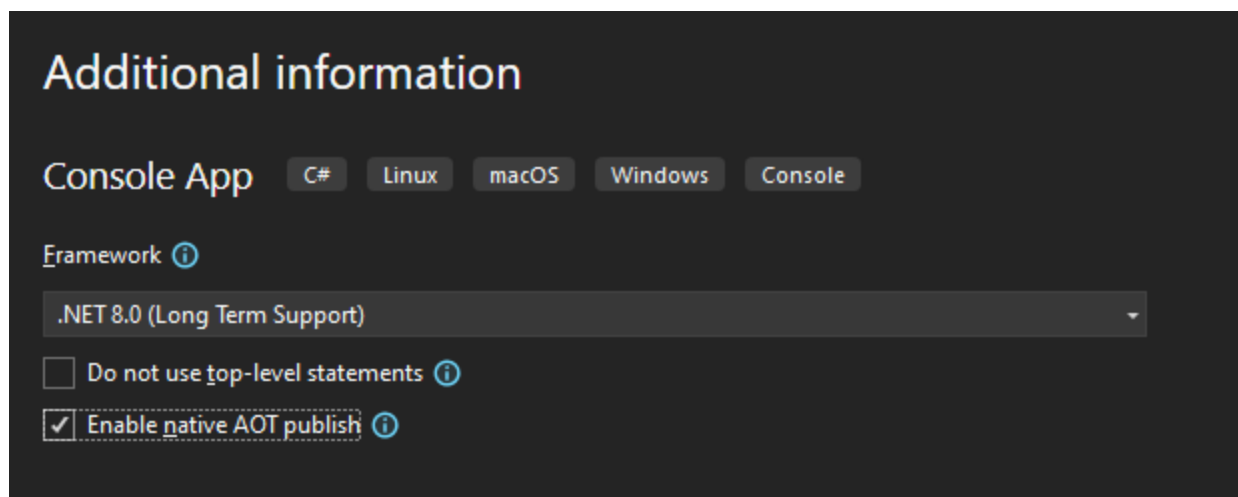 Additional information
Console App C# Linux macOS Windows Console
Framework
.NET 8.0 (Long Term Support)
Do not use top-level statements
Enable native AOT publish